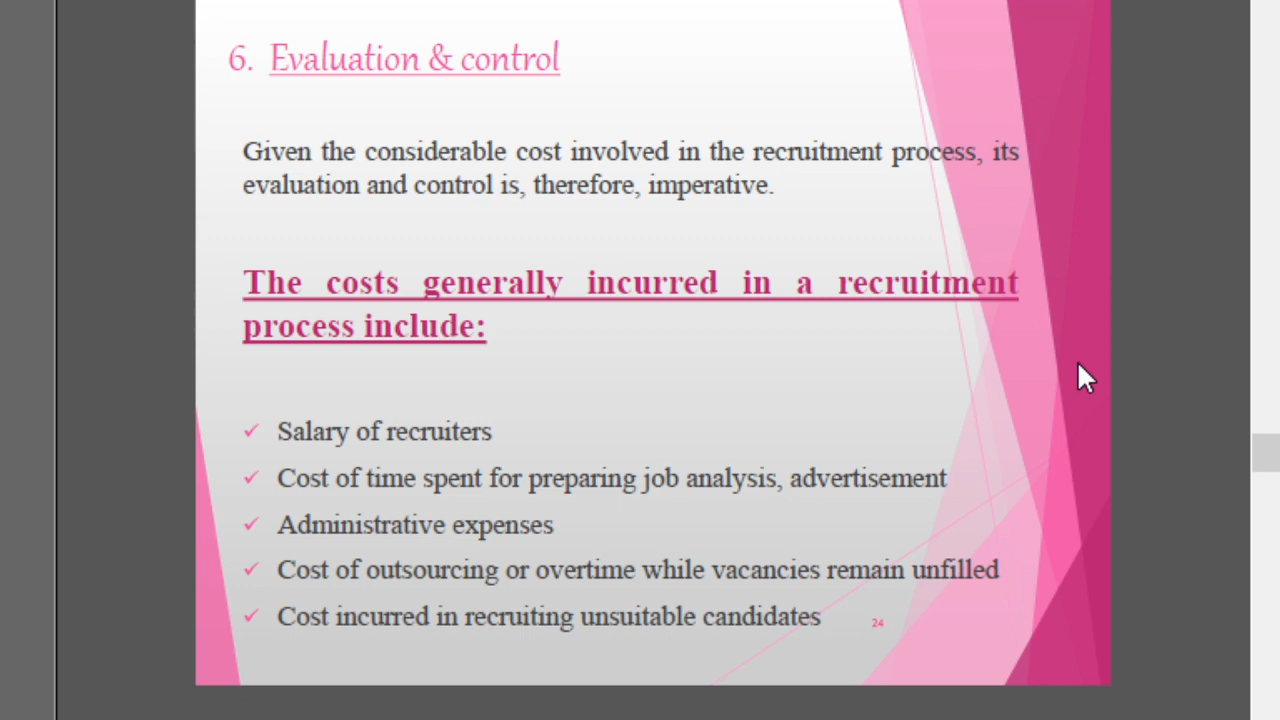 6. Evaluation & control
Given the considerable cost involved in the recruitment process, its
evaluation and control is, therefore, imperative.
The costs generally incurred in a recruitment
process include:
✓ Salary of recruiters
✓ Cost of time spent for preparing job analysis, advertisement
✓ Administrative expenses
✓ Cost of outsourcing or overtime while vacancies remain unfilled
✓ Cost incurred in recruiting unsuitable candidates
24